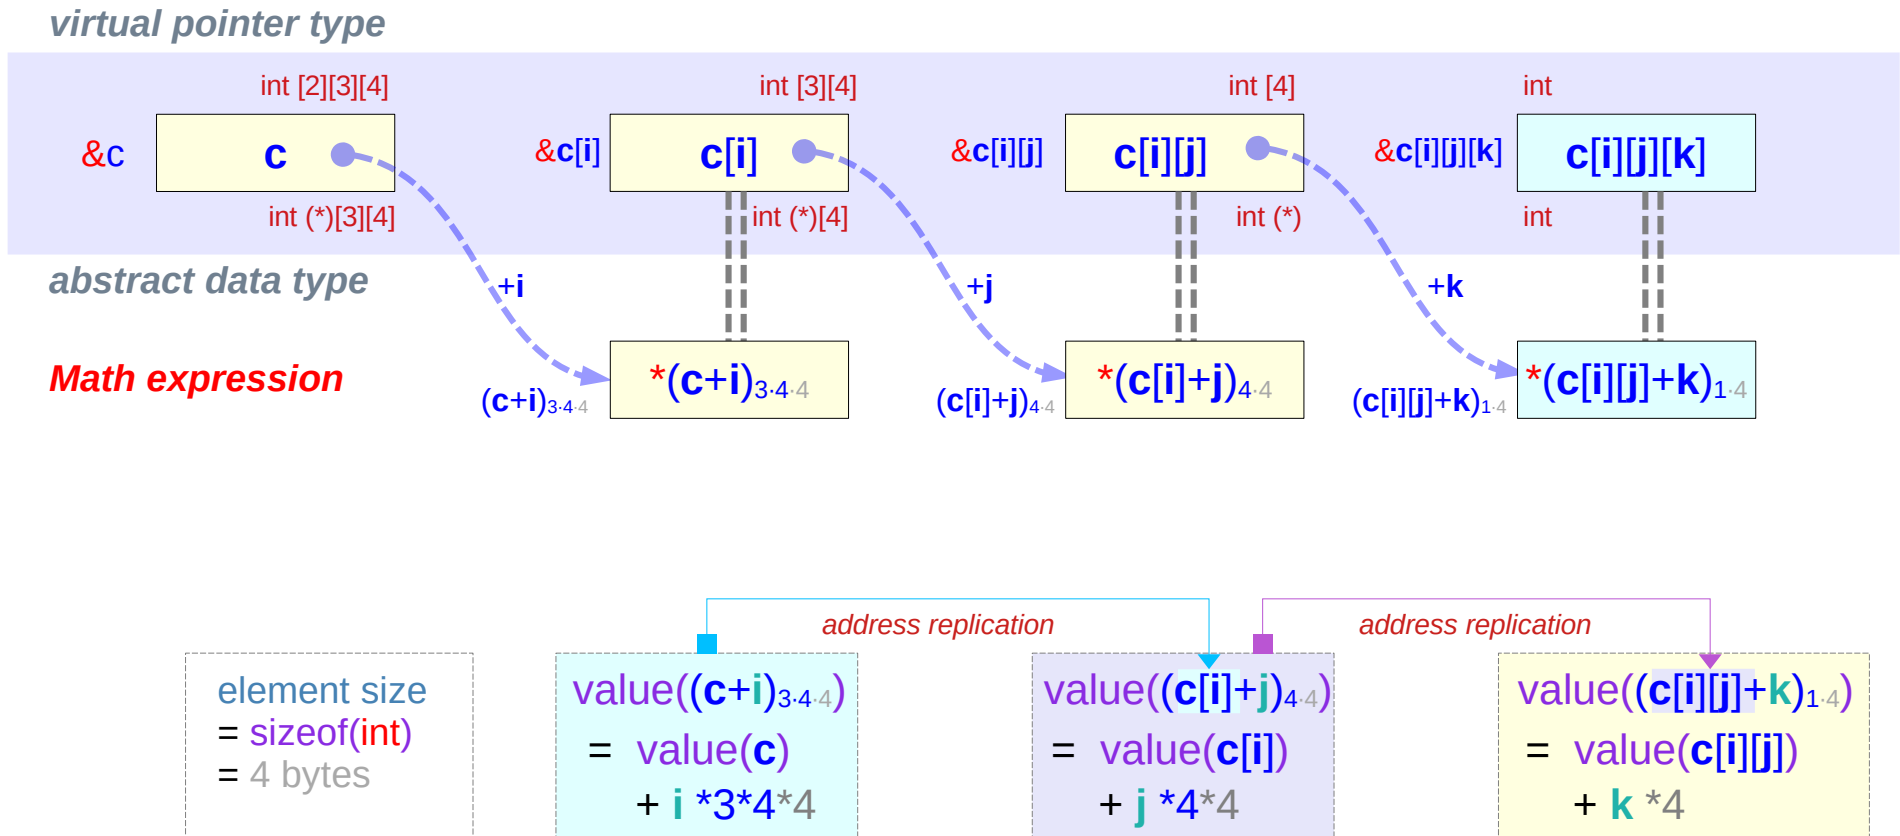 virtual pointer type
int [2][3][4] int [3][4] int [4] int
&c c &c[i] c[i] &c[i][j] c[i][j] &c[i][j][k] c[i][j][k]
int (*)[3][4] int (*)[4] int (*) int
abstract data type
+i +j +k
Math expression
(c+i)3·4·4 *(c+i)3·4·4 (c[i]+j)4·4 *(c[i]+j)4·4 (c[i][j]+k)1·4 *(c[i][j]+k)1·4
address replication address replication
element size
= sizeof(int)
= 4 bytes
value((c+i)3·4·4)
= value(c)
+ i *3*4*4
value((c[i]+j)4·4)
= value(c[i])
+ j *4*4
value((c[i][j]+k)1·4)
= value(c[i][j])
+ k *4